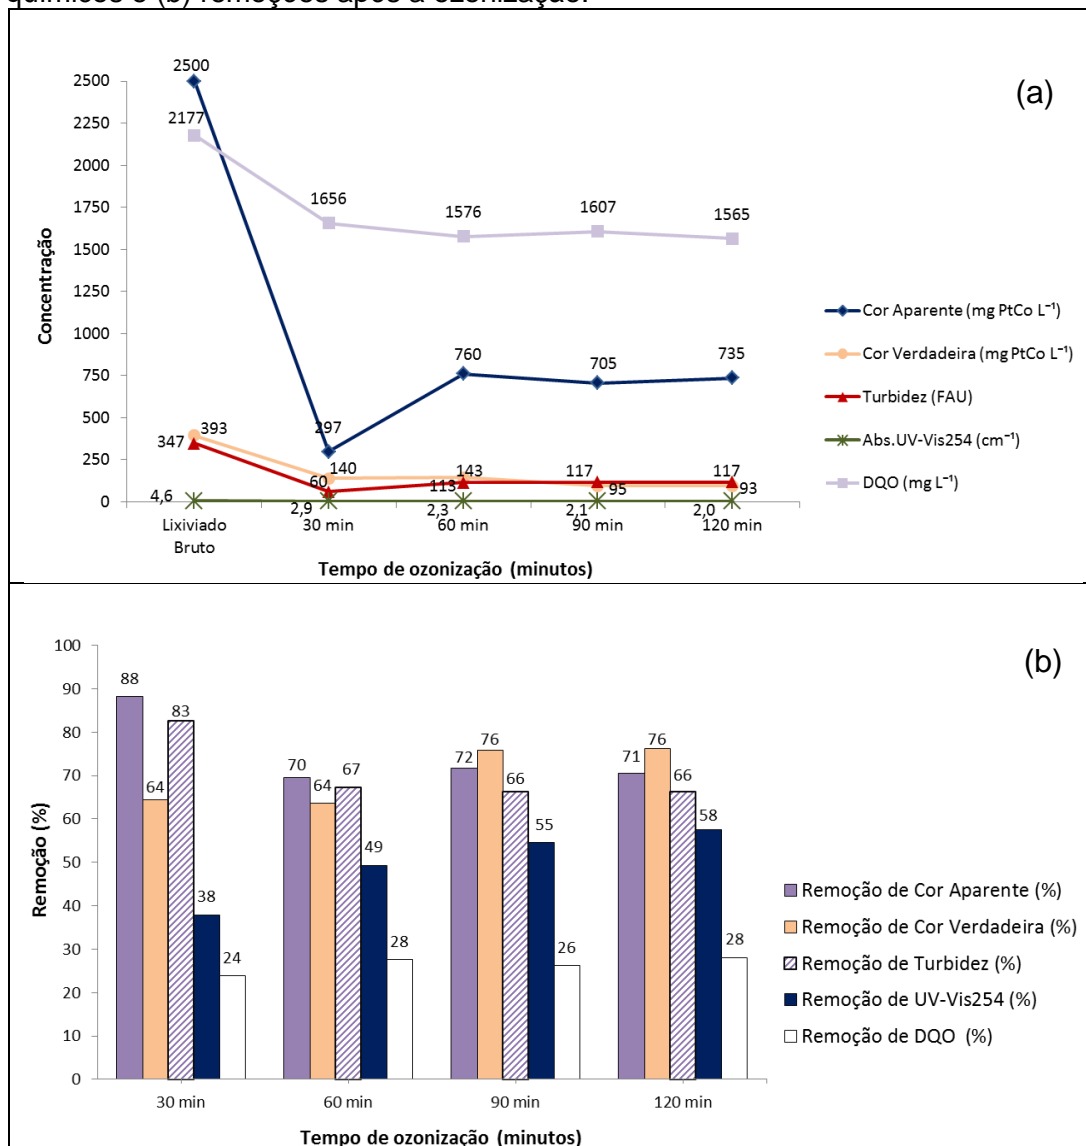 químicos e (b) remoções após a ozonização.
(a)
Concentração
2500
2250
2000
1750
1500
1250
1000
750
500
250
0
2500
2177
1656
1576
1607
1565
297
760
705
735
393
140
143
95
93
347
60
113
117
117
4,6
2,9
2,3
2,1
2,0
Lixiviado
Bruto
30 min
60 min
90 min
120 min
Tempo de ozonização (minutos)
Cor Aparente (mg PtCo L⁻¹)
Cor Verdadeira (mg PtCo L⁻¹)
Turbidez (FAU)
Abs.UV-Vis254 (cm⁻¹)
DQO (mg L⁻¹)
(b)
Remoção (%)
100
90
80
70
60
50
40
30
20
10
0
88
64
83
38
24
70
64
67
49
28
72
76
66
55
26
71
76
66
58
28
30 min
60 min
90 min
120 min
Tempo de ozonização (minutos)
Remoção de Cor Aparente (%)
Remoção de Cor Verdadeira (%)
Remoção de Turbidez (%)
Remoção de UV-Vis254 (%)
Remoção de DQO (%)